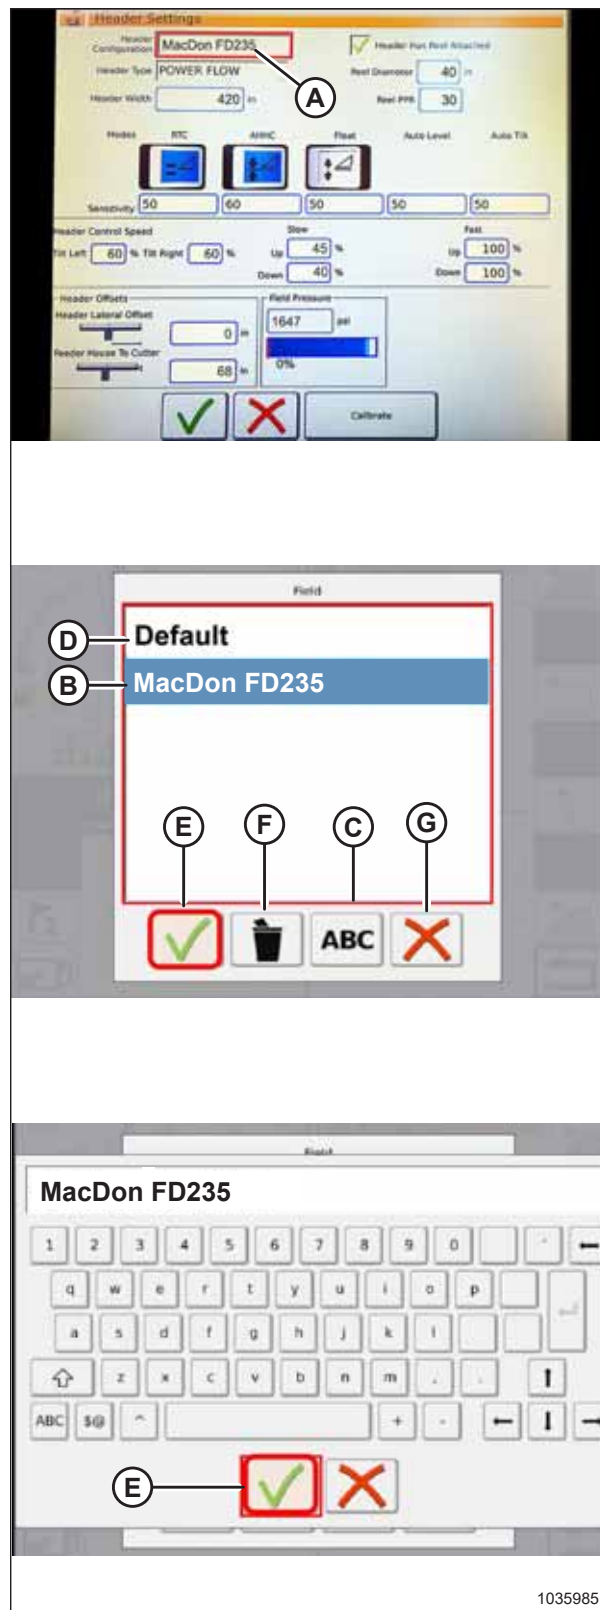 Header Settings
Header Configuration MacDon FD235 Header Has Reel Attached
Header Type POWER FLOW Reel Diameter 40 in
A
Header Width 420 in Reel PPR 30
Modes RTC AHHC Float Auto Level Auto Tilt
Sensitivity 50 60 50 50 50
Header Control Speed Slow Fast
Tilt Left 60 % Tilt Right 60 % Up 45 % Up 100 %
Down 40 % Down 100 %
Header Offsets Field Pressure
Header Lateral Offset
0 in 1647 psi
Feeder House To Cutter
68 in 0%
Calibrate
Field
D Default
B MacDon FD235
E F C G
ABC
Field
MacDon FD235
1 2 3 4 5 6 7 8 9 0
q w e r t y u i o p
a s d f g h j k l
z x c v b n m , .
ABC $@ ^ + -
E
1035985